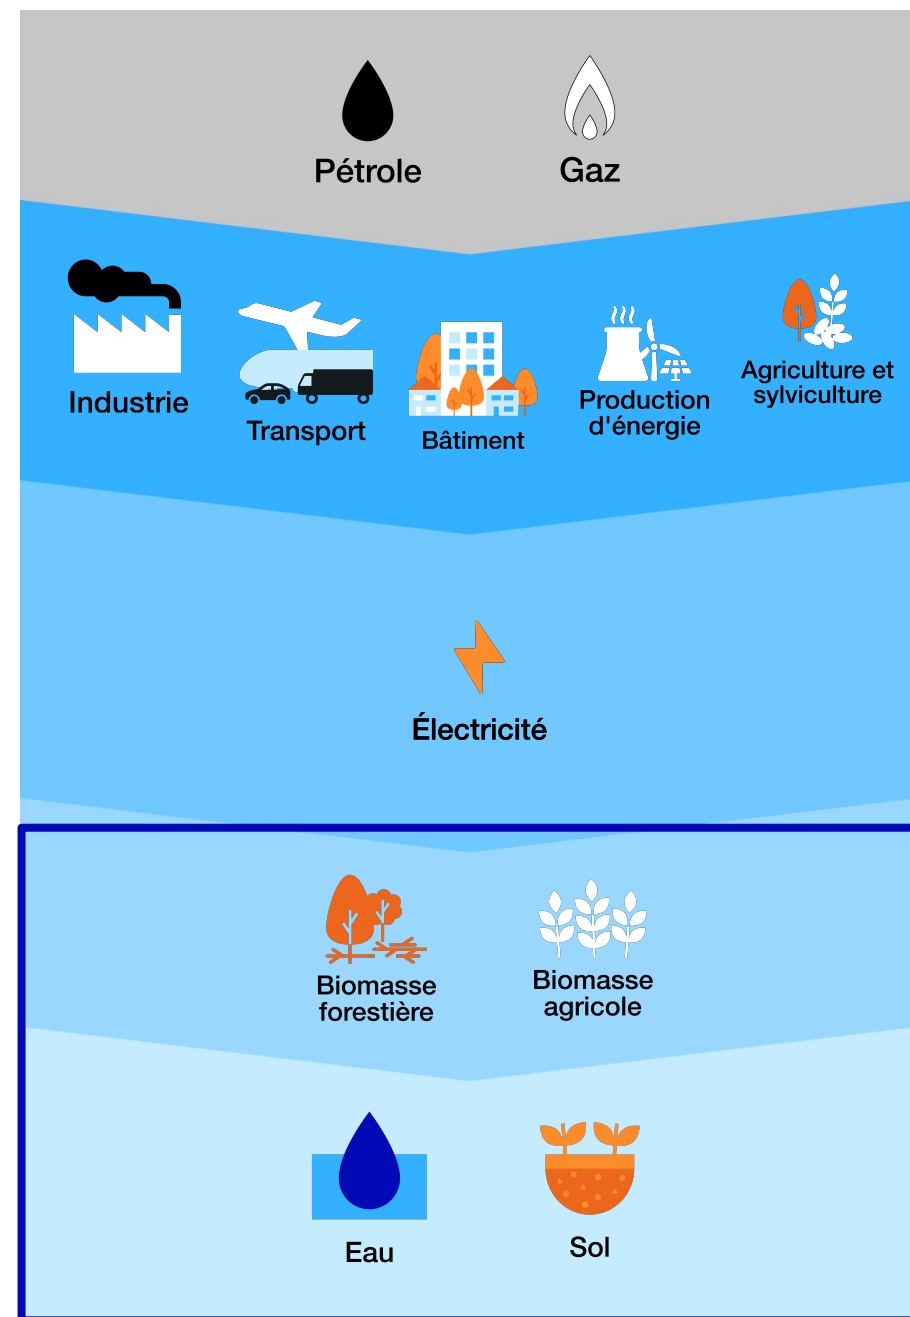 Pétrole
Gaz
Industrie
Transport
Bâtiment
Production
d'énergie
Agriculture et
sylviculture
Électricité
Biomasse
forestière
Biomasse
agricole
Eau
Sol